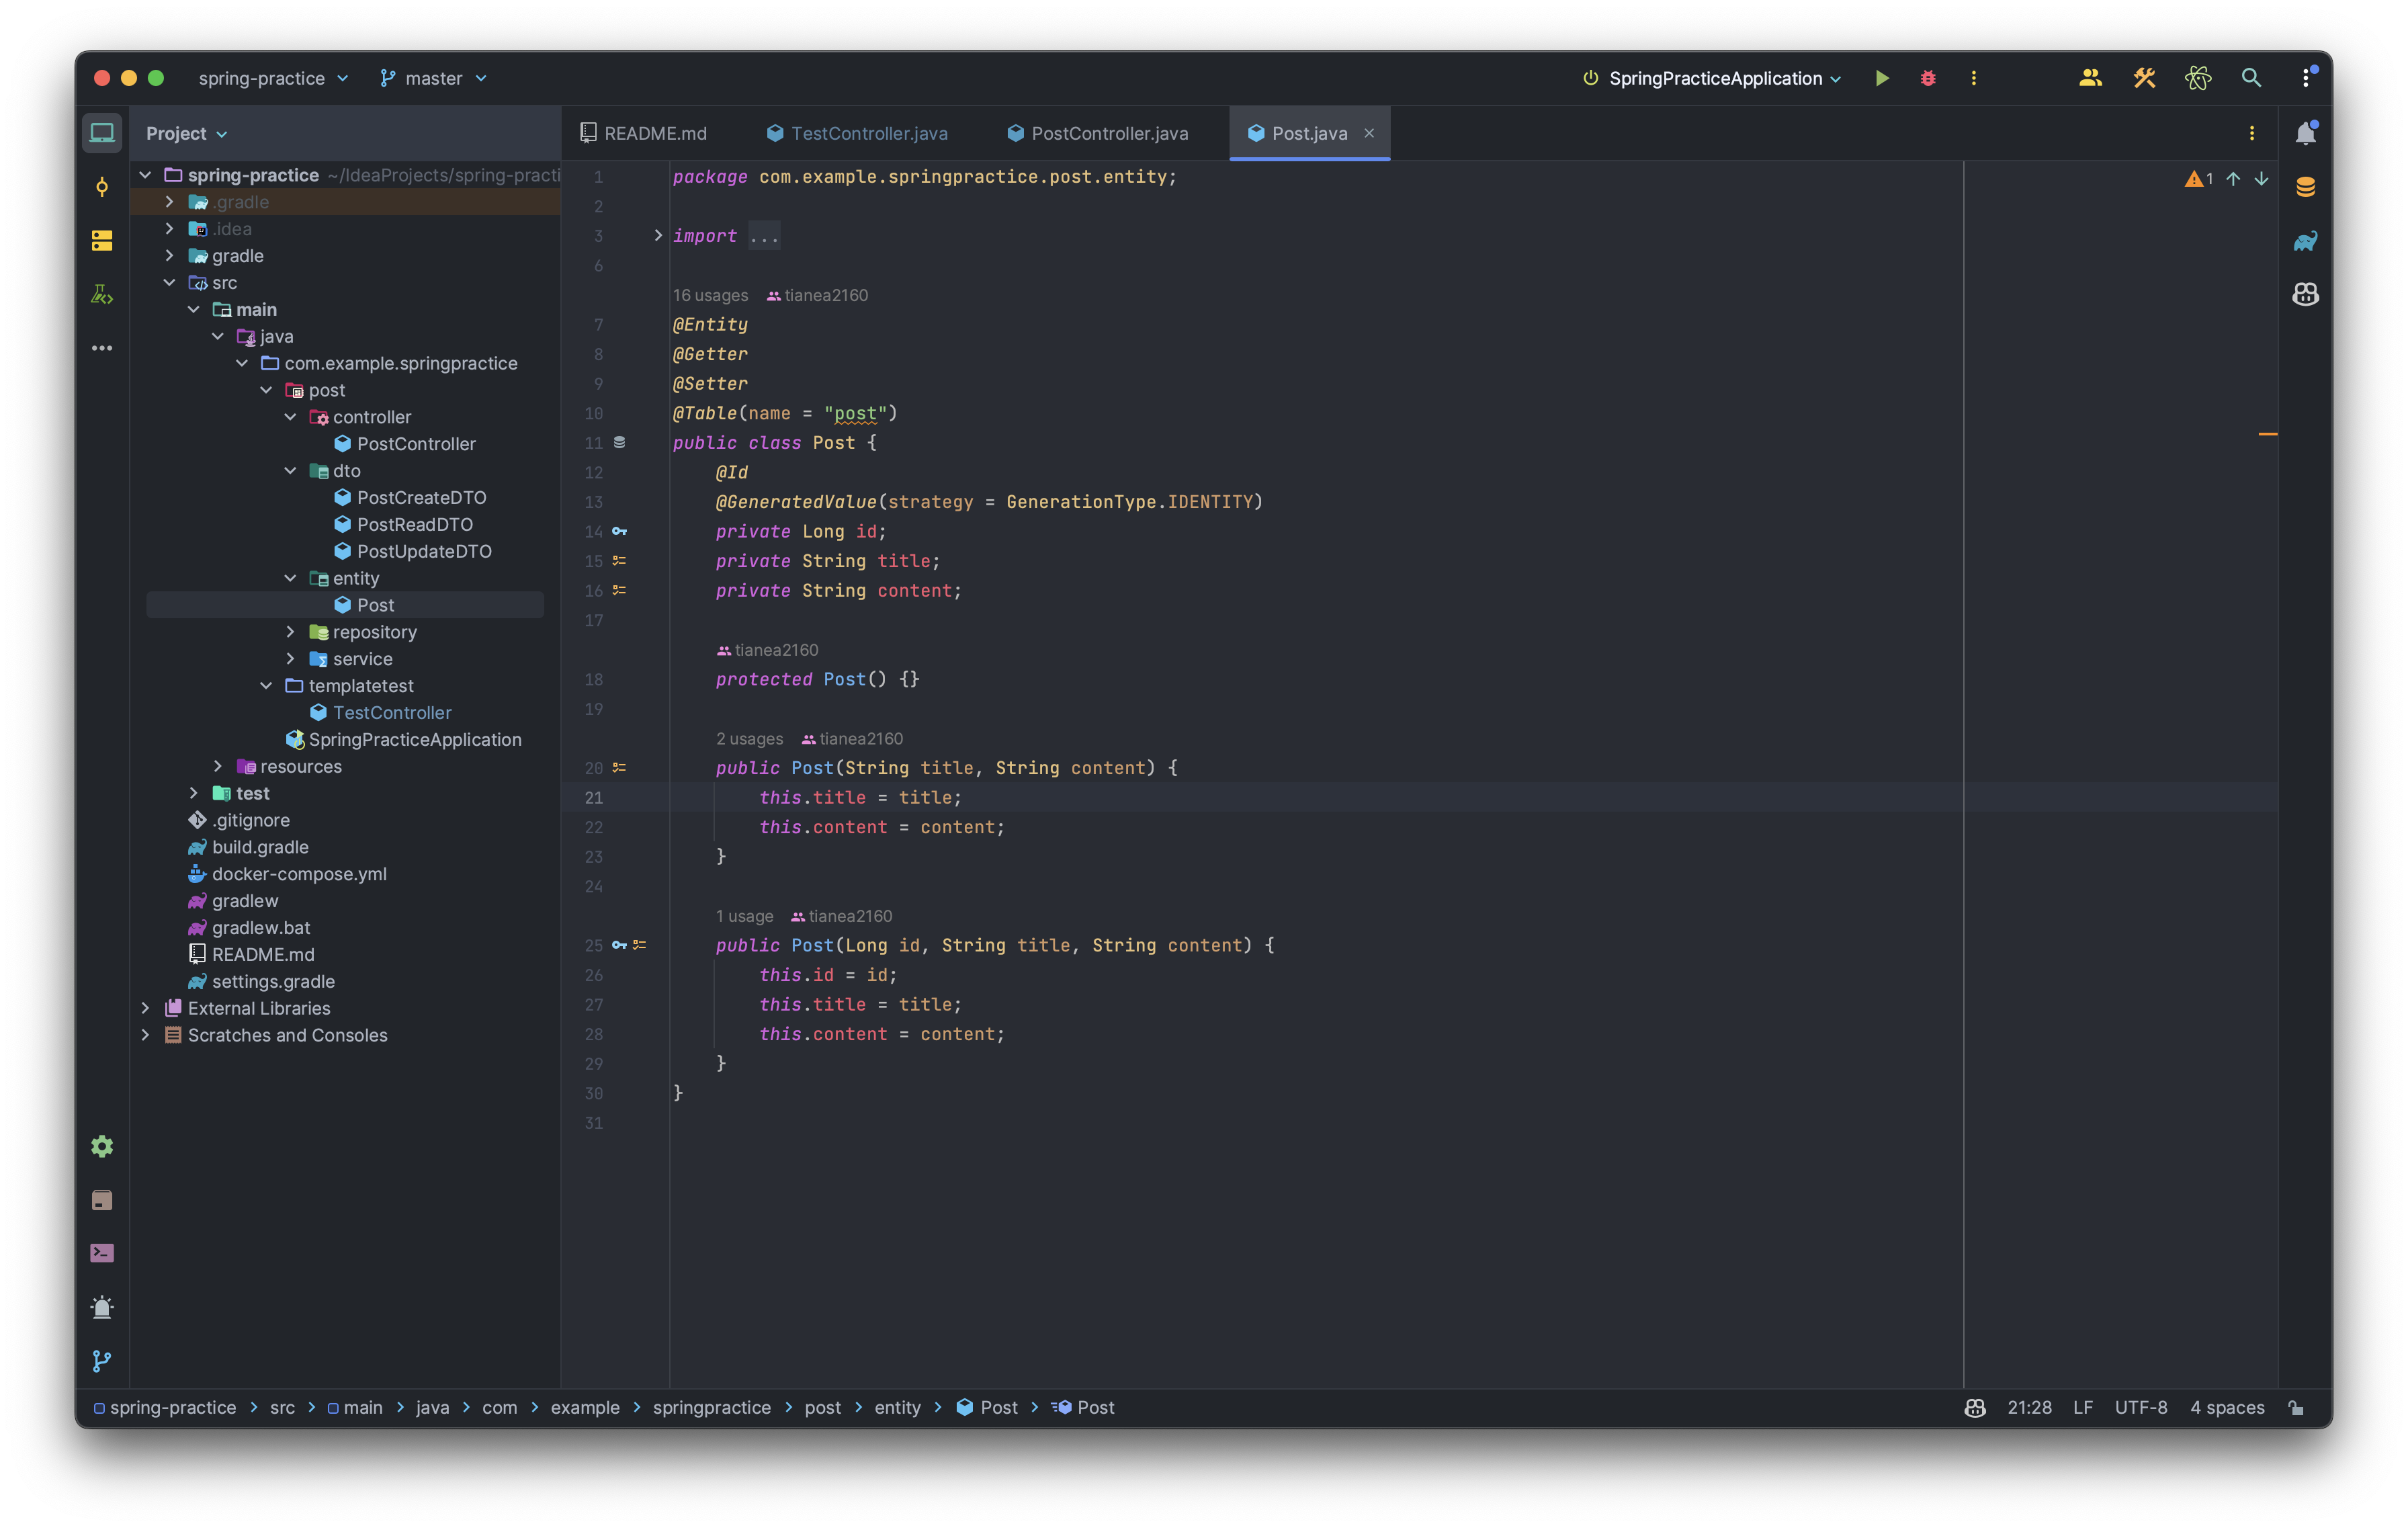 spring-practice
master
SpringPracticeApplication
Project
README.md
TestController.java
PostController.java
Post.java
spring-practice ~/IdeaProjects/spring-practi
.gradle
.idea
gradle
src
main
java
com.example.springpractice
post
controller
PostController
dto
PostCreateDTO
PostReadDTO
PostUpdateDTO
entity
Post
repository
service
templatetest
TestController
SpringPracticeApplication
resources
test
.gitignore
build.gradle
docker-compose.yml
gradlew
gradlew.bat
README.md
settings.gradle
External Libraries
Scratches and Consoles
1 package com.example.springpractice.post.entity;
2
3 import ...
6
16 usages tianea2160
7 @Entity
8 @Getter
9 @Setter
10 @Table(name = "post")
11 public class Post {
12 @Id
13 @GeneratedValue(strategy = GenerationType.IDENTITY)
14 private Long id;
15 private String title;
16 private String content;
17
tianea2160
18 protected Post() {}
19
2 usages tianea2160
20 public Post(String title, String content) {
21 this.title = title;
22 this.content = content;
23 }
24
1 usage tianea2160
25 public Post(Long id, String title, String content) {
26 this.id = id;
27 this.title = title;
28 this.content = content;
29 }
30 }
31
1
spring-practice > src > main > java > com > example > springpractice > post > entity > Post > Post
21:28 LF UTF-8 4 spaces